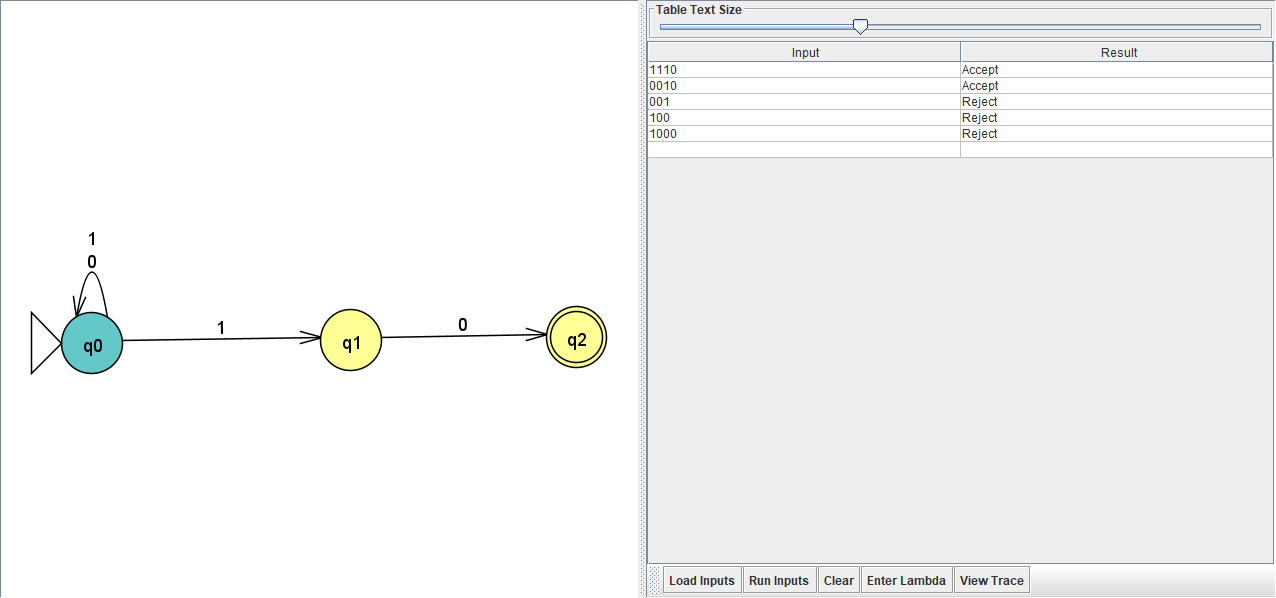 1
0
1
0
q0
q1
q2
Table Text Size
Input Result
1110 Accept
0010 Accept
001 Reject
100 Reject
1000 Reject
Load Inputs Run Inputs Clear Enter Lambda View Trace